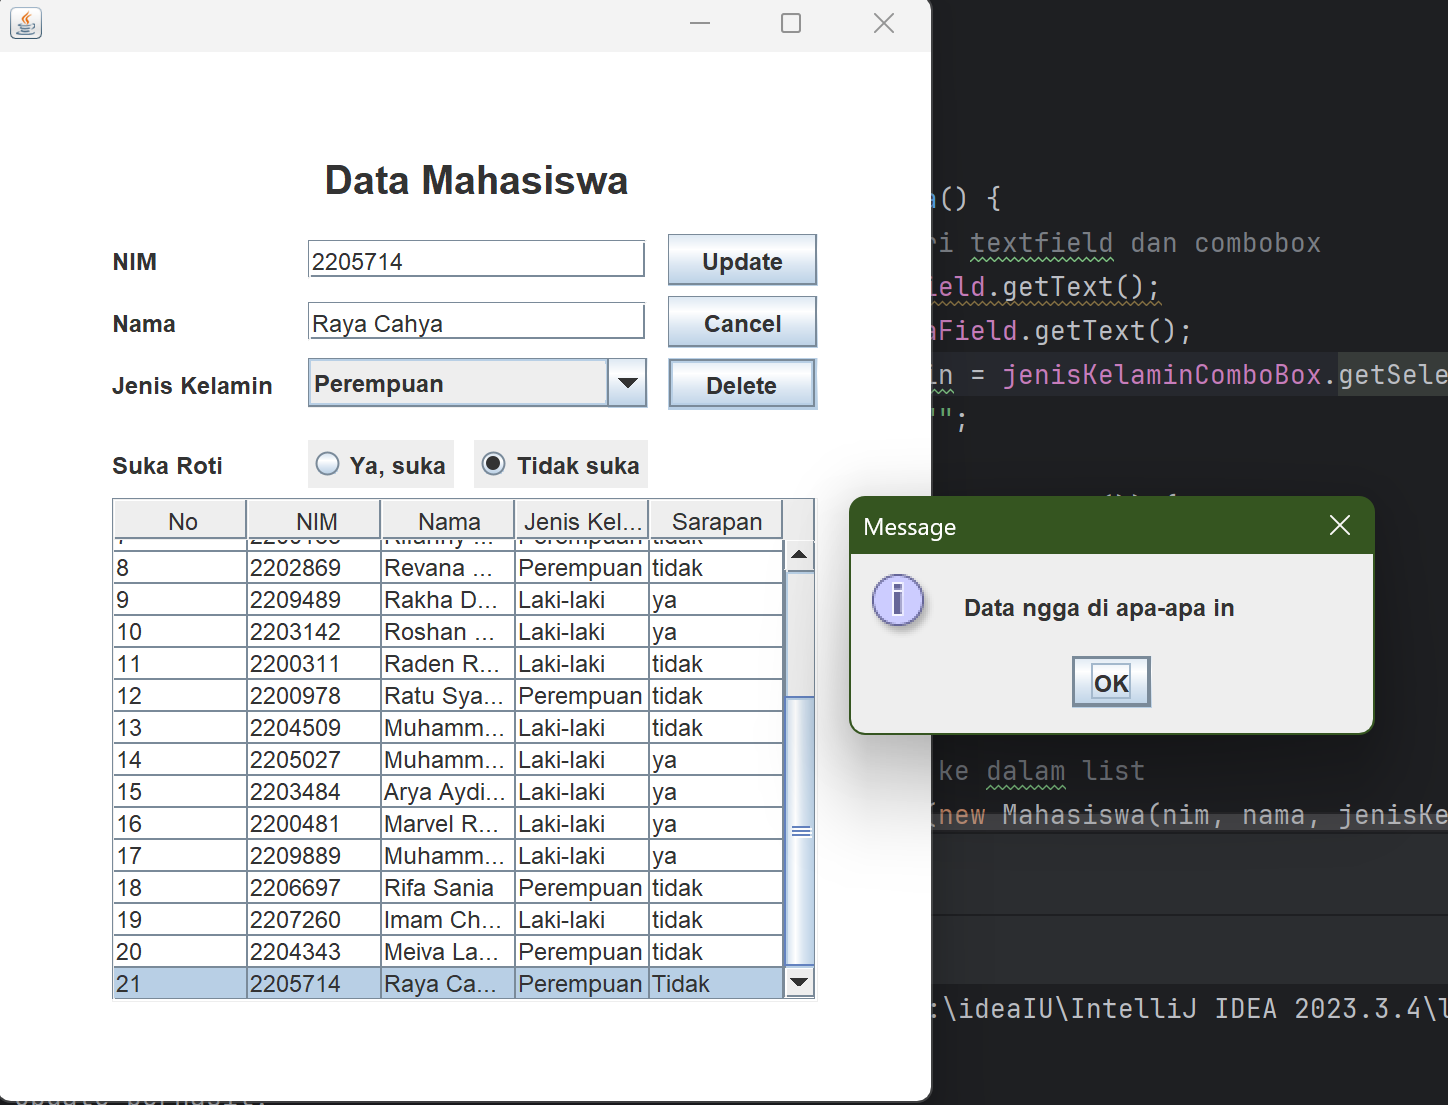 Data Mahasiswa
NIM
2205714
Update
Nama
Raya Cahya
Cancel
Jenis Kelamin
Perempuan
Delete
Suka Roti
Ya, suka
Tidak suka
No NIM Nama Jenis Kel... Sarapan
8 2202869 Revana ... Perempuan tidak
9 2209489 Rakha D... Laki-laki ya
10 2203142 Roshan ... Laki-laki ya
11 2200311 Raden R... Laki-laki tidak
12 2200978 Ratu Sya... Perempuan tidak
13 2204509 Muhamm... Laki-laki tidak
14 2205027 Muhamm... Laki-laki ya
15 2203484 Arya Aydi... Laki-laki ya
16 2200481 Marvel R... Laki-laki ya
17 2209889 Muhamm... Laki-laki ya
18 2206697 Rifa Sania Perempuan tidak
19 2207260 Imam Ch... Laki-laki tidak
20 2204343 Meiva La... Perempuan tidak
21 2205714 Raya Ca... Perempuan Tidak
() {
ri textfield dan combobox
ield.getText();
aField.getText();
in = jenisKelaminComboBox.getSele
"";
Message
Data ngga di apa-apa in
OK
ke dalam list
(new Mahasiswa(nim, nama, jenisKe
:\ideaIU\IntelliJ IDEA 2023.3.4\l